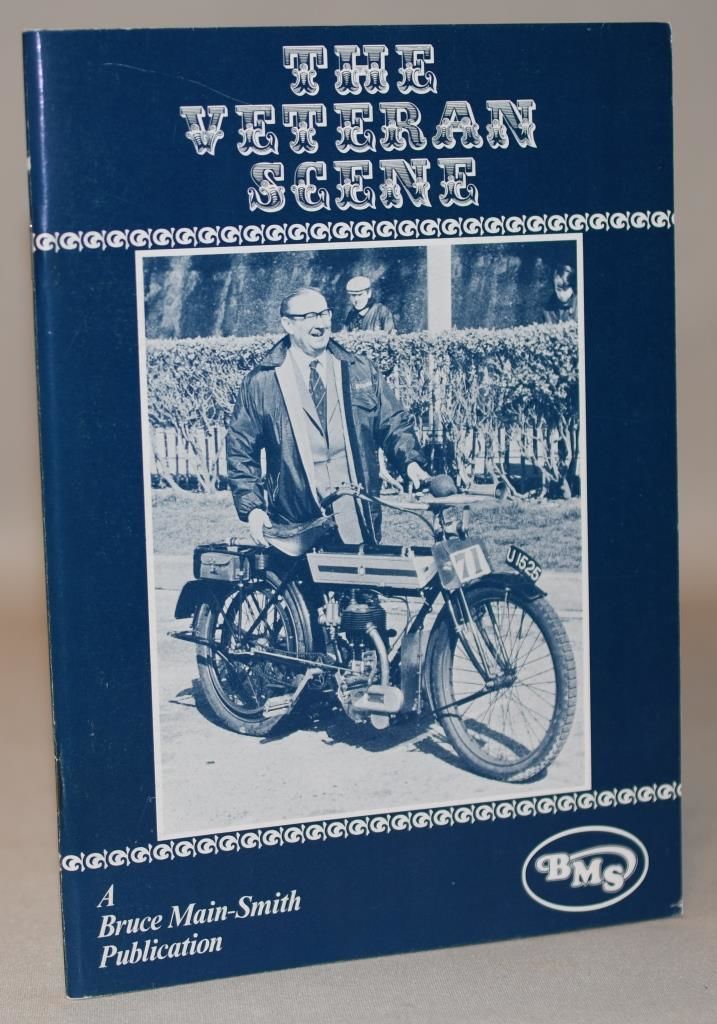 THE
VETERAN
SCENE
71
U1525
A
Bruce Main-Smith
Publication
BMS